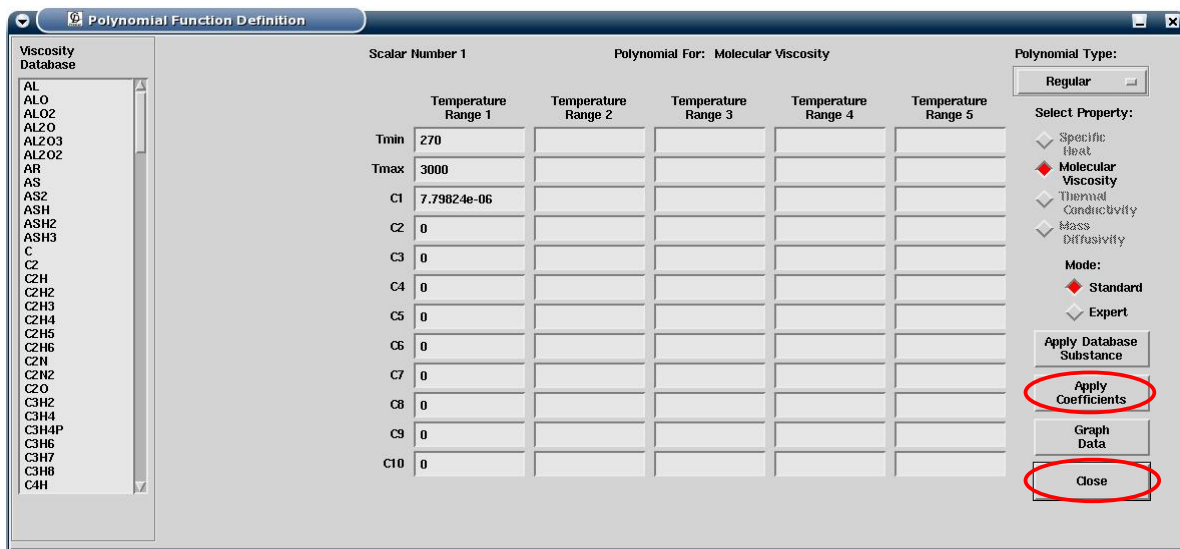 Polynomial Function Definition
Viscosity
Database
AL
ALO
ALO2
AL2O
AL2O3
AL2O2
AR
AS
AS2
ASH
ASH2
ASH3
C
C2
C2H
C2H2
C2H3
C2H4
C2H5
C2H6
C2N
C2N2
C2O
C3H2
C3H4
C3H4P
C3H6
C3H7
C3H8
C4H
Scalar Number 1
Polynomial For: Molecular Viscosity
Temperature
Range 1
Temperature
Range 2
Temperature
Range 3
Temperature
Range 4
Temperature
Range 5
Tmin 270
Tmax 3000
C1 7.79824e-06
C2 0
C3 0
C4 0
C5 0
C6 0
C7 0
C8 0
C9 0
C10 0
Polynomial Type:
Regular
Select Property:
Specific
Heat
Molecular
Viscosity
Thermal
Conductivity
Mass
Diffusivity
Mode:
Standard
Expert
Apply Database
Substance
Apply
Coefficients
Graph
Data
Close